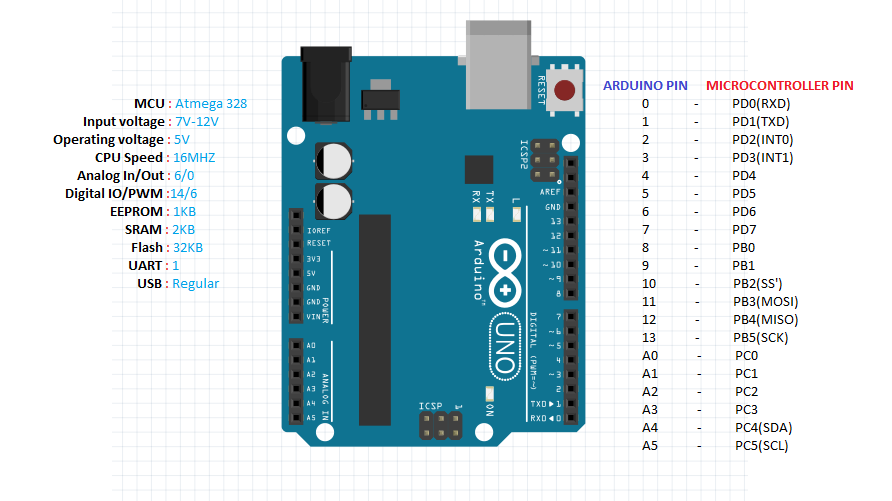 MCU : Atmega 328
Input voltage : 7V-12V
Operating voltage : 5V
CPU Speed : 16MHZ
Analog In/Out : 6/0
Digital IO/PWM :14/6
EEPROM : 1KB
SRAM : 2KB
Flash : 32KB
UART : 1
USB : Regular
RESET
ICSP2
AREF
GND
13
12
~11
~10
~9
8
7
~6
~5
4
~3
2
TXD▶1
RXD◀0
DIGITAL (PWM=~)
RX
TX
L
Arduino™
UNO
ON
IOREF
RESET
3V3
5V
GND
GND
VIN
POWER
A0
A1
A2
A3
A4
A5
ANALOG IN
ICSP
1
ARDUINO PIN MICROCONTROLLER PIN
0 - PD0(RXD)
1 - PD1(TXD)
2 - PD2(INT0)
3 - PD3(INT1)
4 - PD4
5 - PD5
6 - PD6
7 - PD7
8 - PB0
9 - PB1
10 - PB2(SS')
11 - PB3(MOSI)
12 - PB4(MISO)
13 - PB5(SCK)
A0 - PC0
A1 - PC1
A2 - PC2
A3 - PC3
A4 - PC4(SDA)
A5 - PC5(SCL)